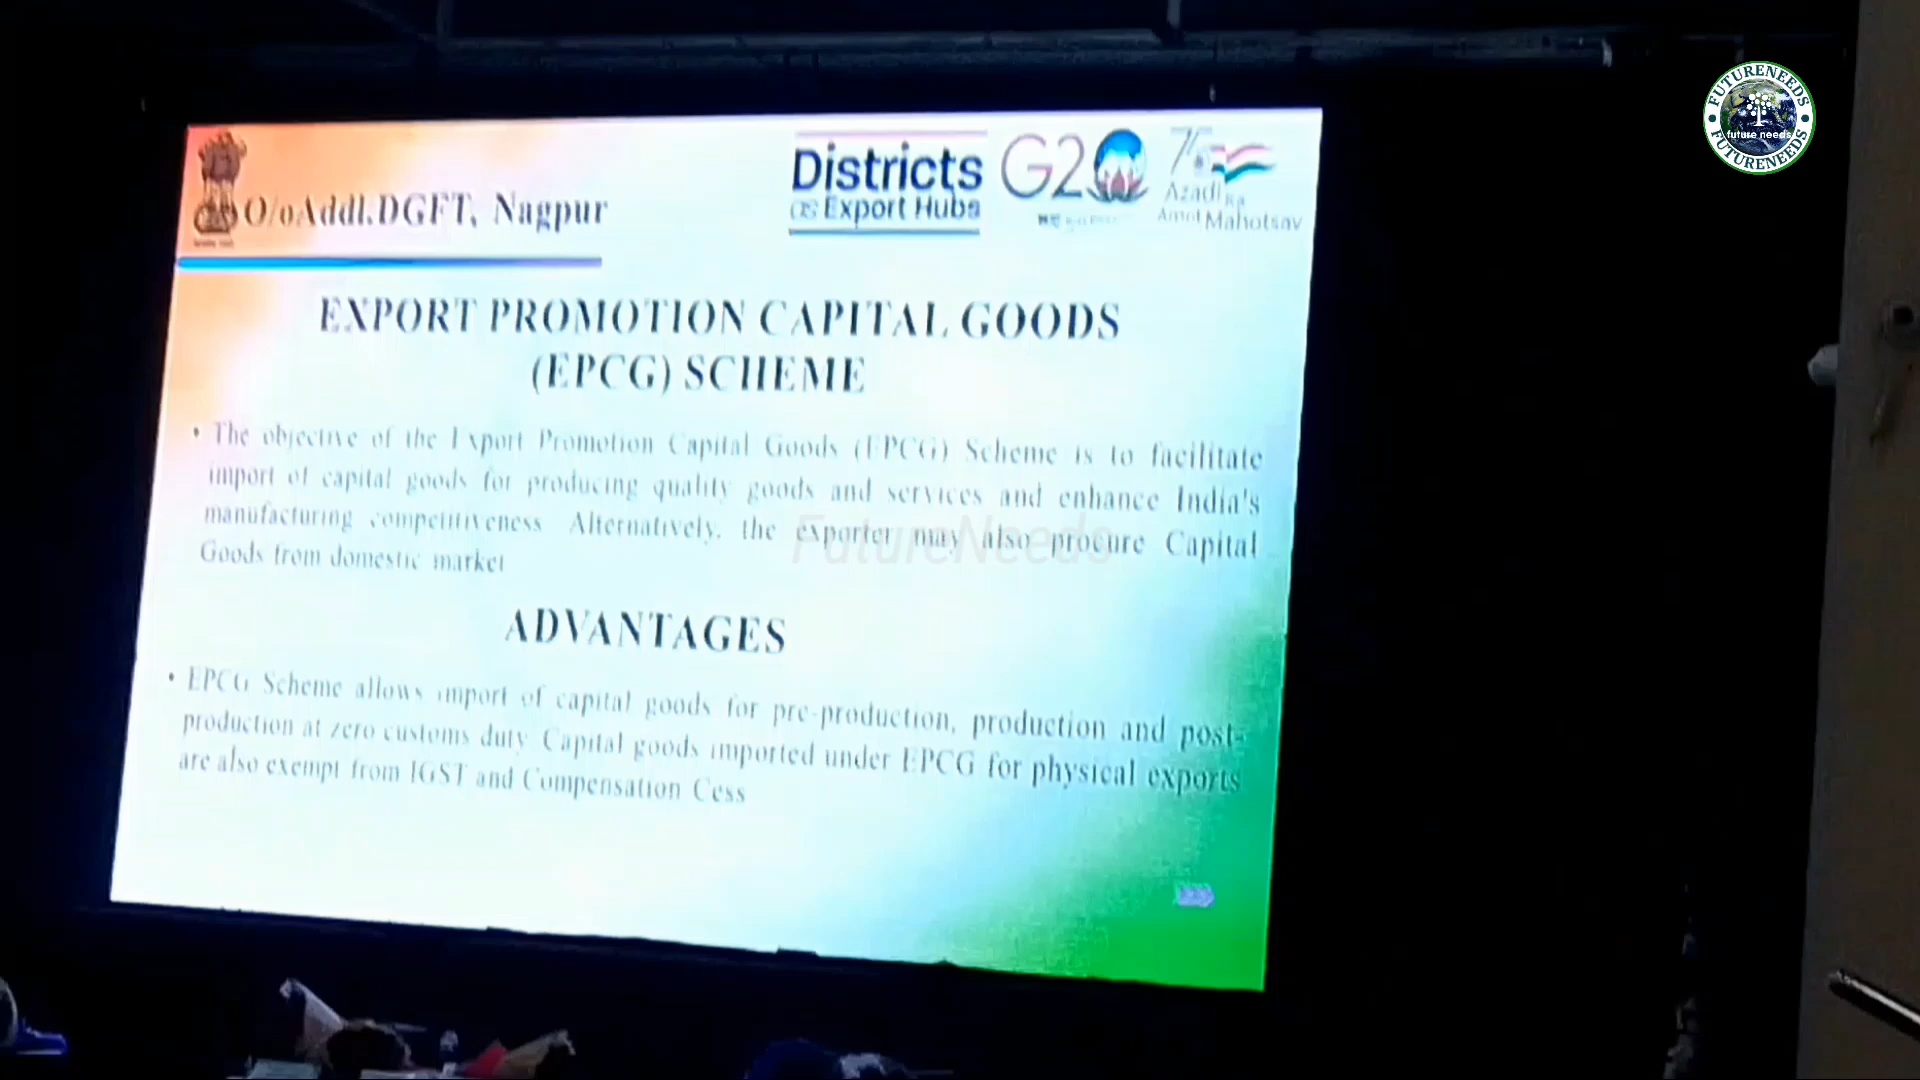 FUTURENEEDS
future needs
FUTURENEEDS
O/oAddl.DGFT, Nagpur
Districts
as Export Hubs
G20
75
Azadi Ka
Amrit Mahotsav
EXPORT PROMOTION CAPITAL GOODS
(EPCG) SCHEME
• The objective of the Export Promotion Capital Goods (EPCG) Scheme is to facilitate
import of capital goods for producing quality goods and services and enhance India's
manufacturing competitiveness. Alternatively, the exporter may also procure Capital
Goods from domestic market
FutureNeeds
ADVANTAGES
• EPCG Scheme allows import of capital goods for pre-production, production and post-
production at zero customs duty. Capital goods imported under EPCG for physical exports
are also exempt from IGST and Compensation Cess